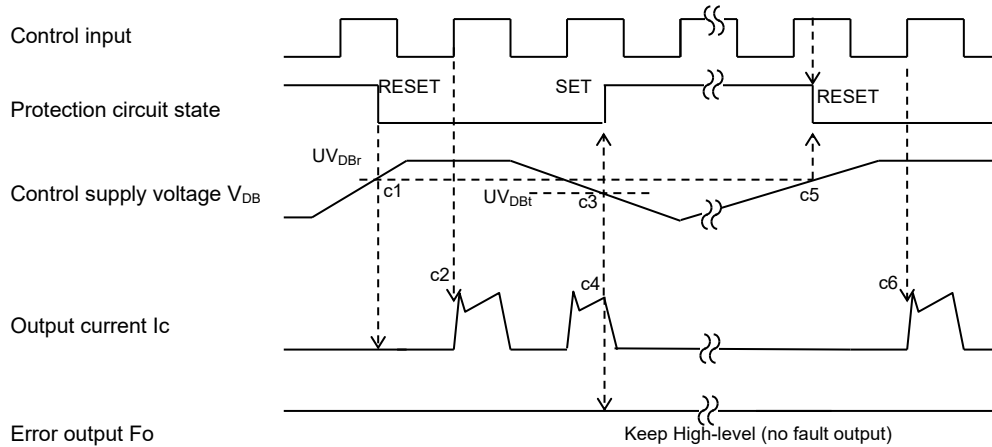 Control input
RESET
SET
Protection circuit state
RESET
UVDBr
Control supply voltage VDB
c1
UVDBt
c3
c5
c2
c4
c6
Output current Ic
Error output Fo
Keep High-level (no fault output)